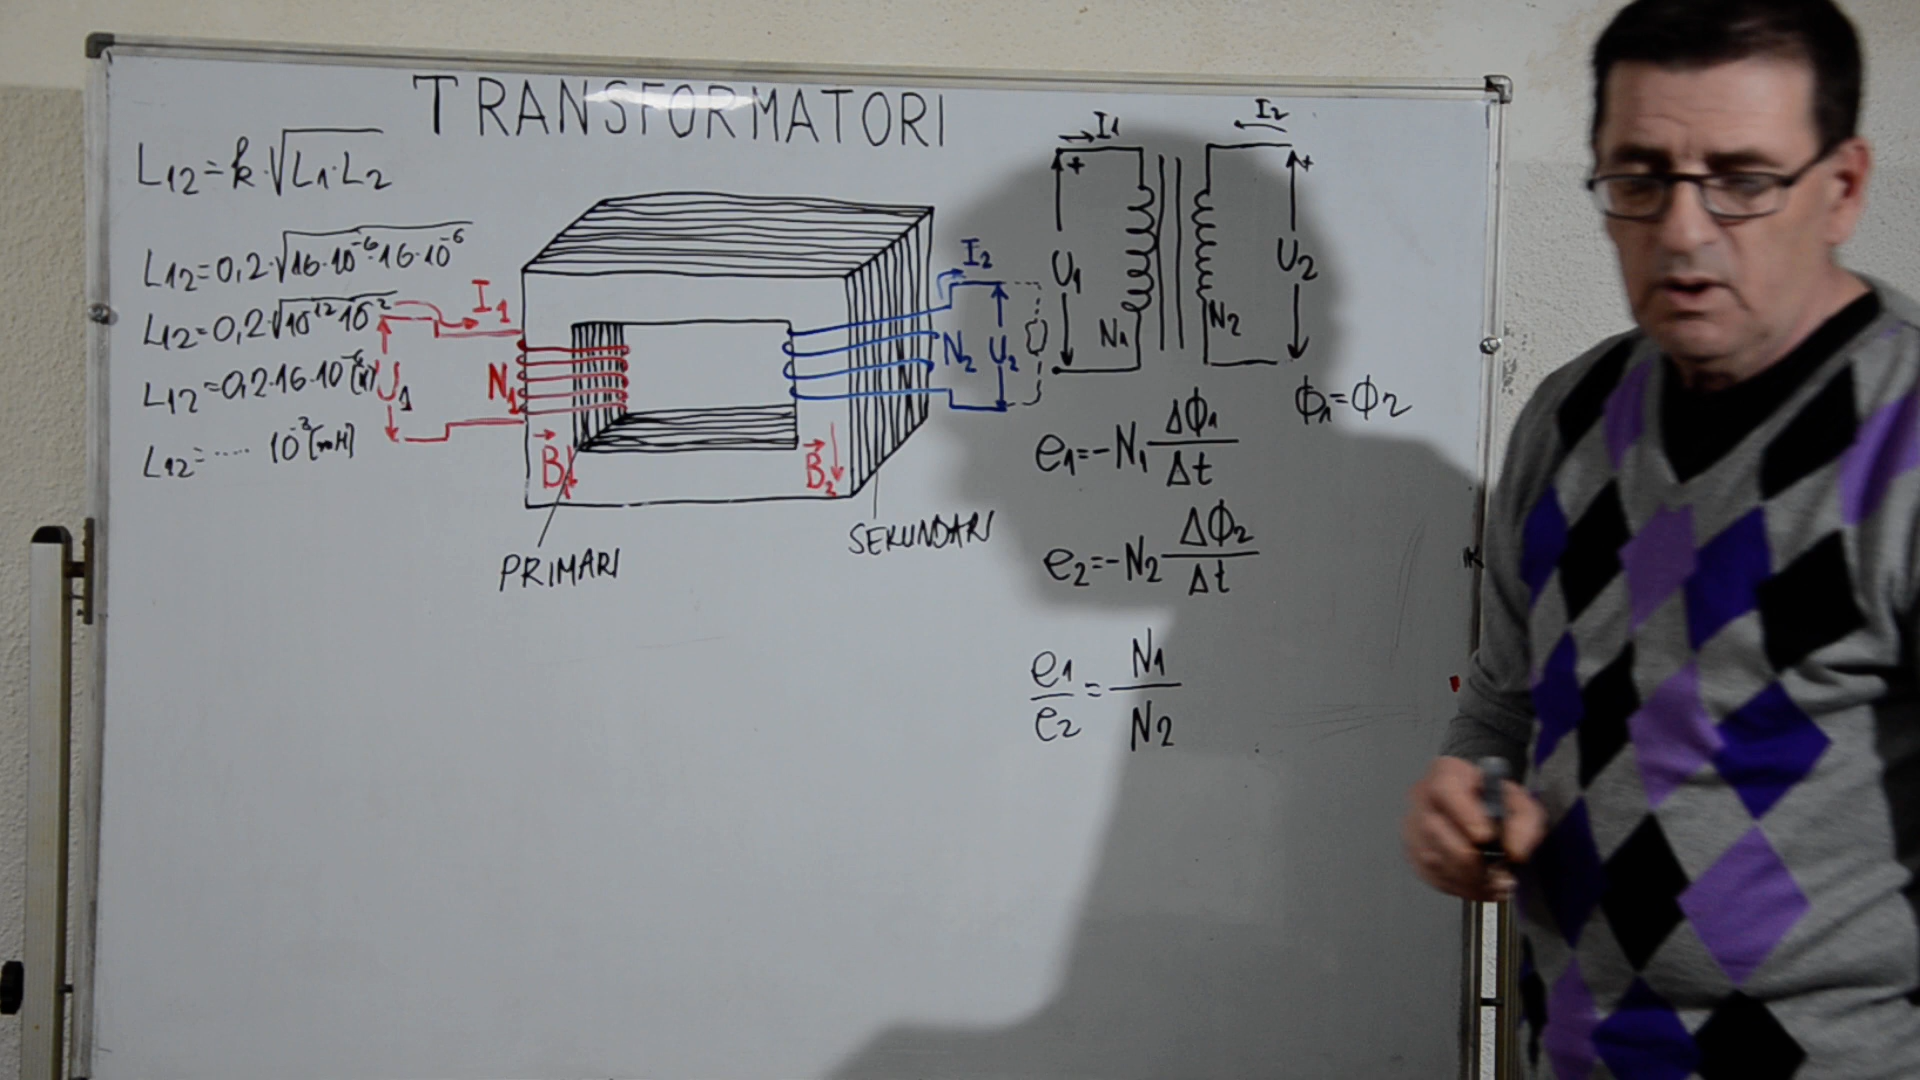 TRANSFORMATORI
L12=k·√L1·L2
L12=0,2·√16·10⁻⁶·16·10⁻⁶
L12=0,2√10¹²10⁻²
L12=0,2·16·10⁻⁶[H]
L12=..... 10⁻³[mH]
I1
U1
N1
B1
B2
I2
N2
U2
PRIMARI
SEKUNDARI
I1
I2
+
+
U1
U2
N1
N2
ϕ1=ϕ2
e1=-N1 Δϕ1/Δt
e2=-N2 Δϕ2/Δt
e1/e2=N1/N2